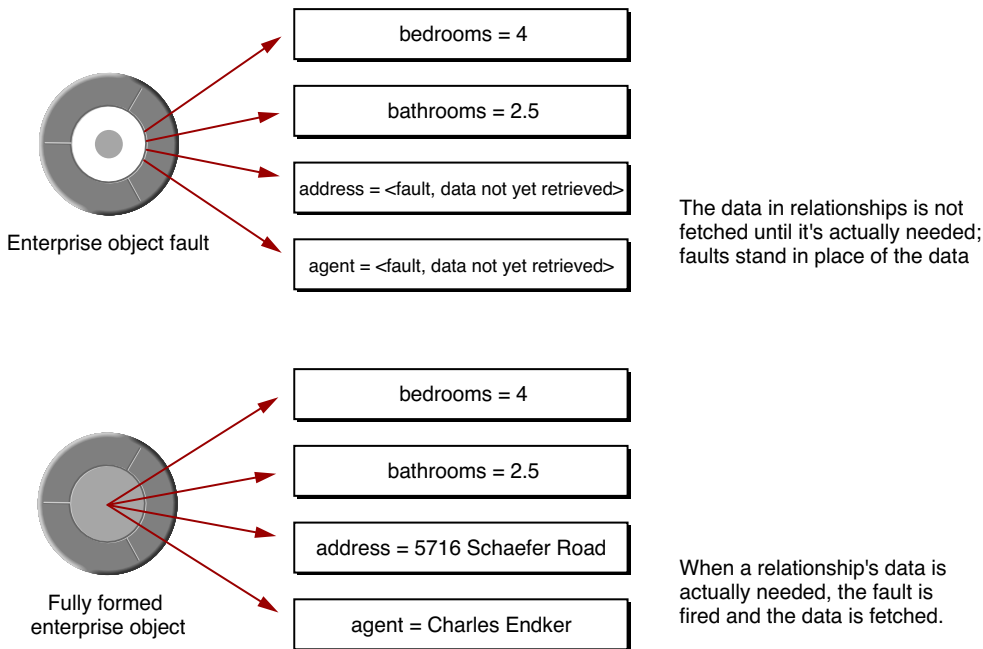 bedrooms = 4
bathrooms = 2.5
address = <fault, data not yet retrieved>
agent = <fault, data not yet retrieved>
Enterprise object fault
The data in relationships is not
fetched until it's actually needed;
faults stand in place of the data
bedrooms = 4
bathrooms = 2.5
address = 5716 Schaefer Road
agent = Charles Endker
Fully formed
enterprise object
When a relationship's data is
actually needed, the fault is
fired and the data is fetched.